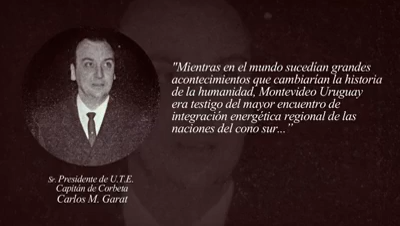 "Mientras en el mundo sucedían grandes
acontecimientos que cambiarían la historia
de la humanidad, Montevideo Uruguay
era testigo del mayor encuentro de
integración energética regional de las
naciones del cono sur..."
Sr. Presidente de U.T.E.
Capitán de Corbeta
Carlos M. Garat